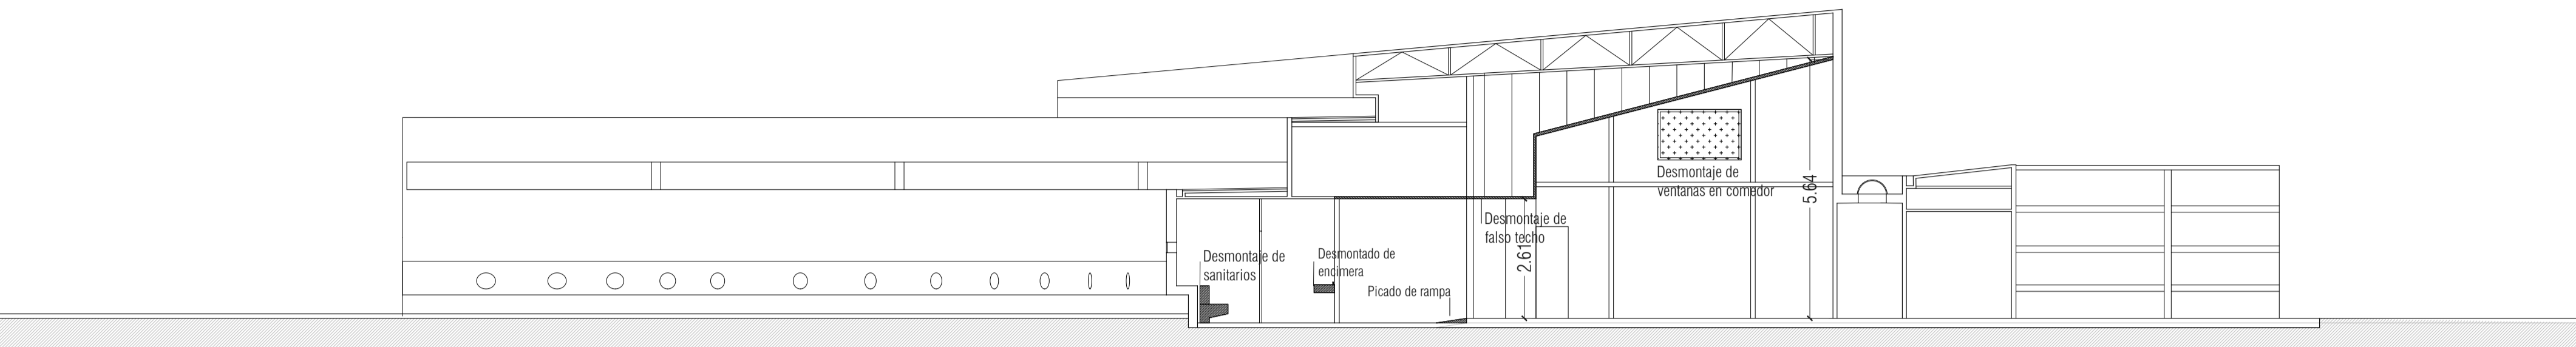 Desmontaje de
ventanas en comedor
5.64
Desmontaje de
falso techo
2.61
Desmontaje de
sanitarios
Desmontado de
encimera
Picado de rampa